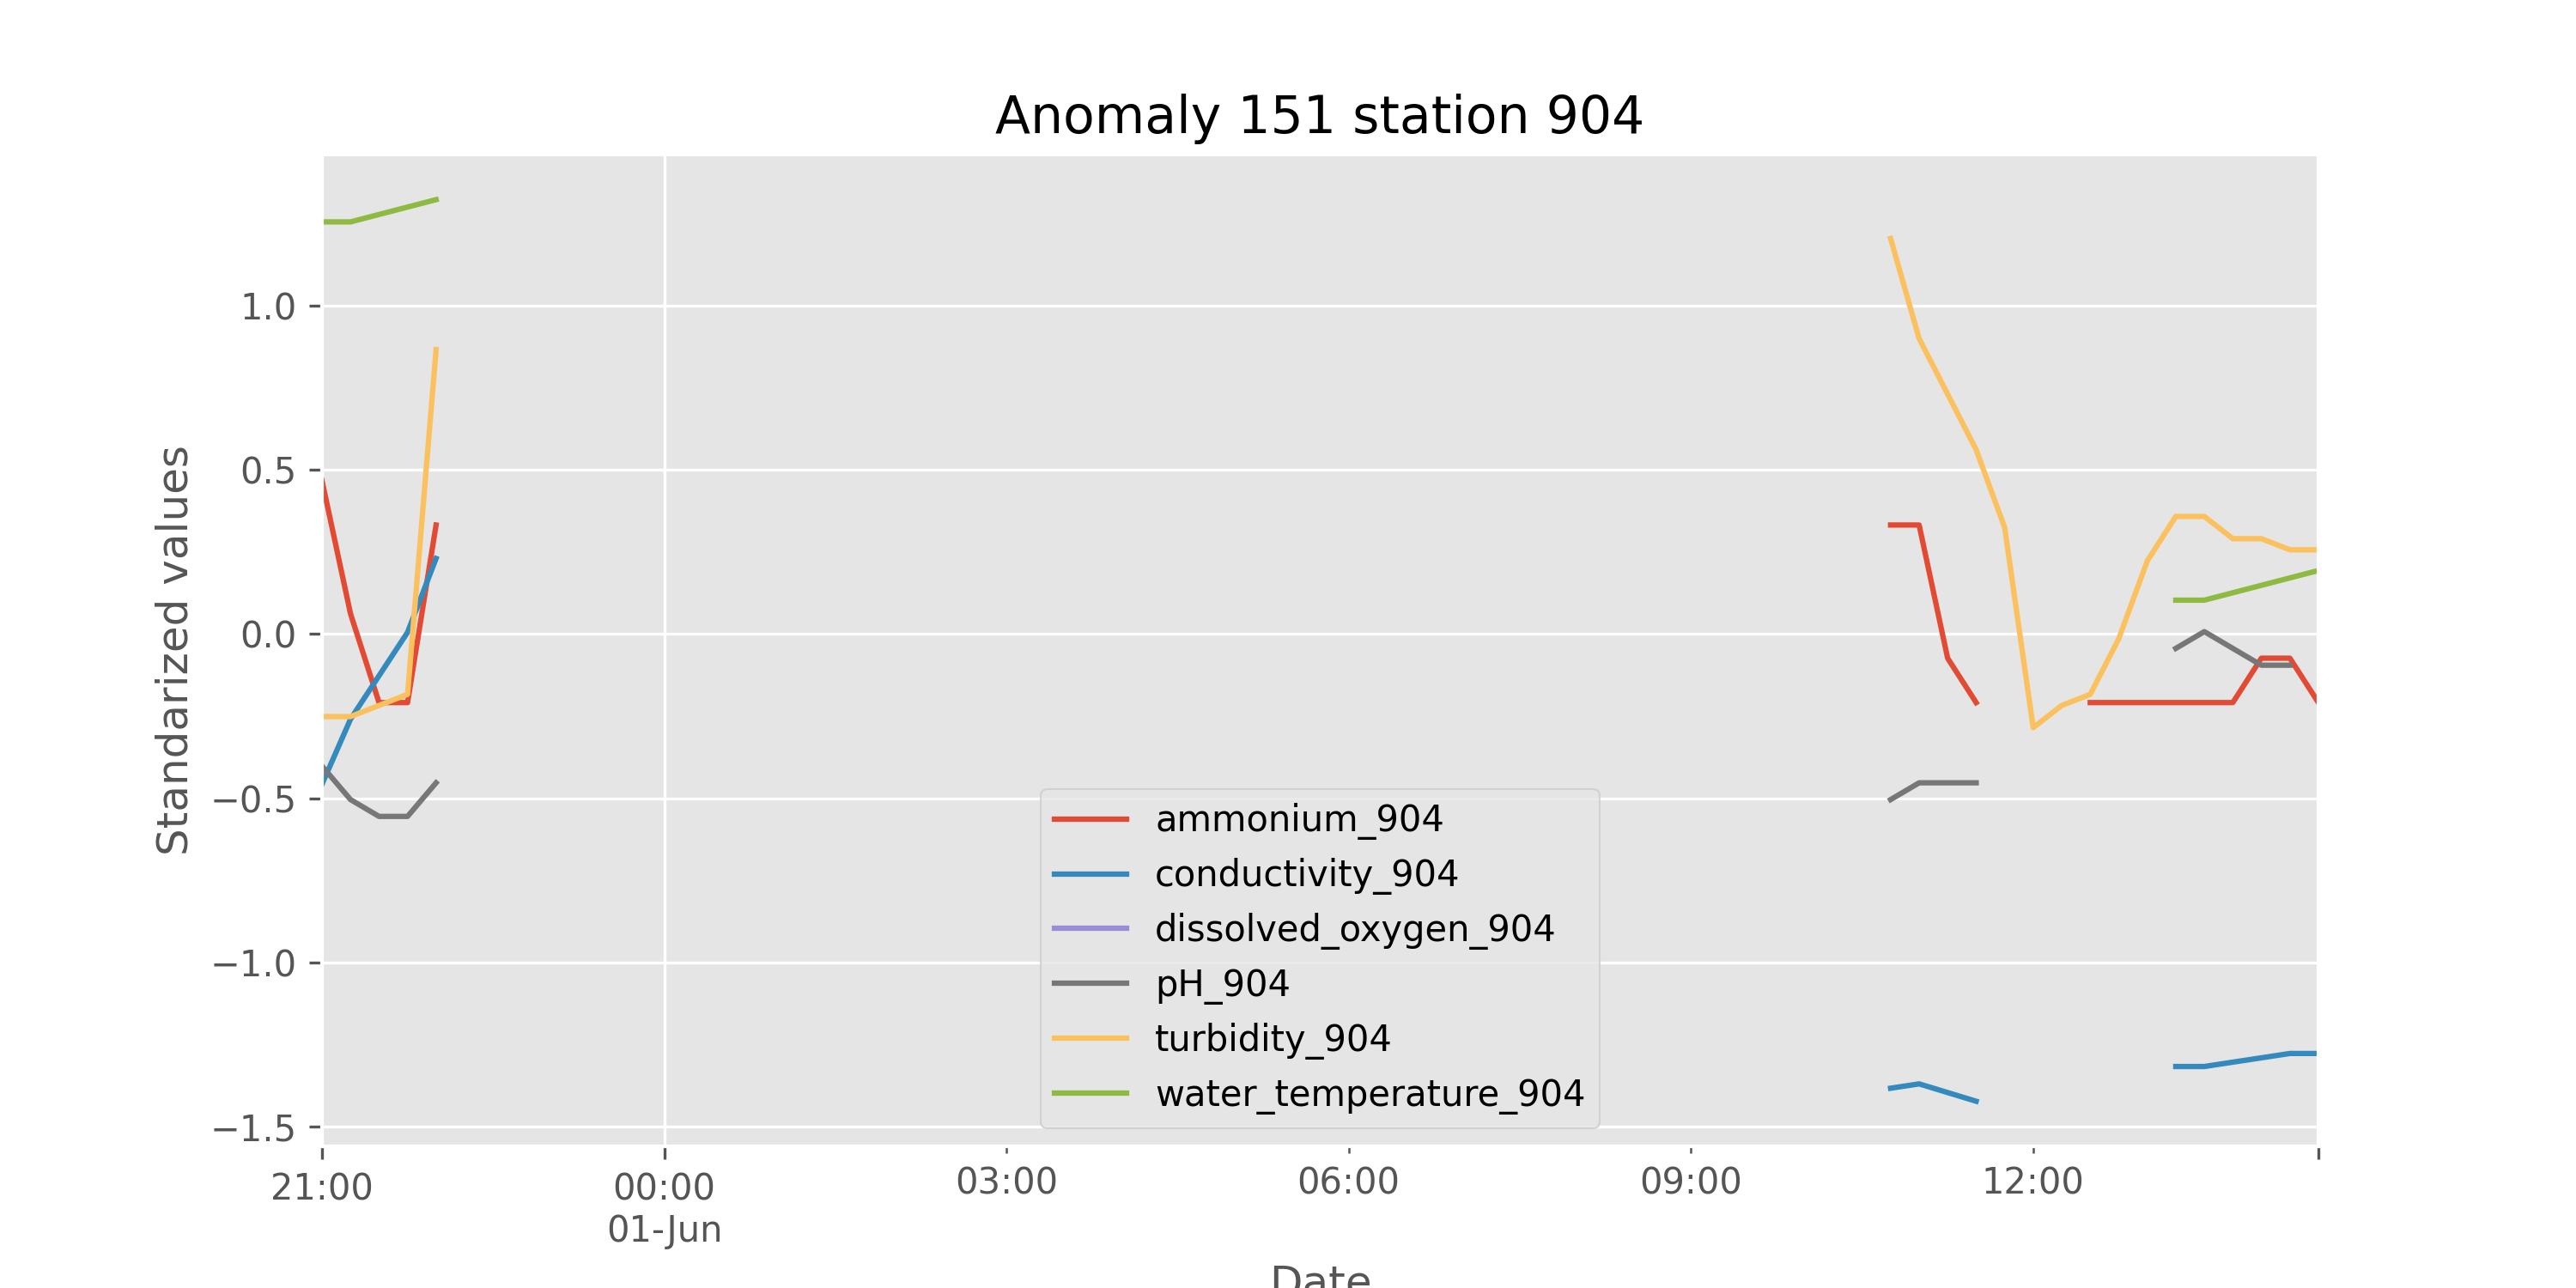 Anomaly 151 station 904
Standarized values
1.0
0.5
0.0
−0.5
−1.0
−1.5
ammonium_904
conductivity_904
dissolved_oxygen_904
pH_904
turbidity_904
water_temperature_904
21:00
00:00
03:00
06:00
09:00
12:00
01-Jun
Date